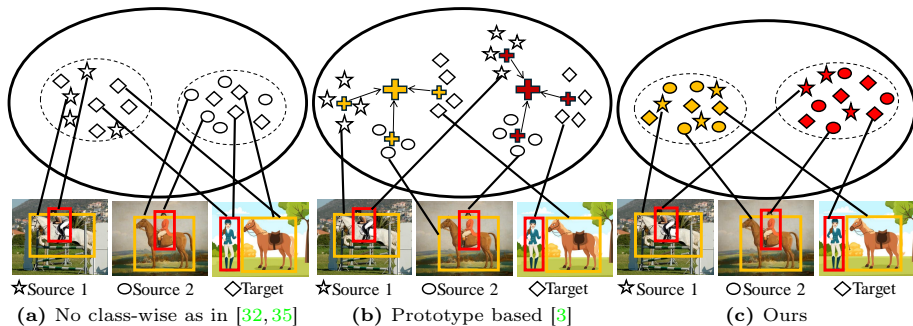 ☆Source 1 ○Source 2 ◇Target ☆Source 1 ○Source 2 ◇Target ☆Source 1 ○Source 2 ◇Target
(a) No class-wise as in [32,35] (b) Prototype based [3] (c) Ours